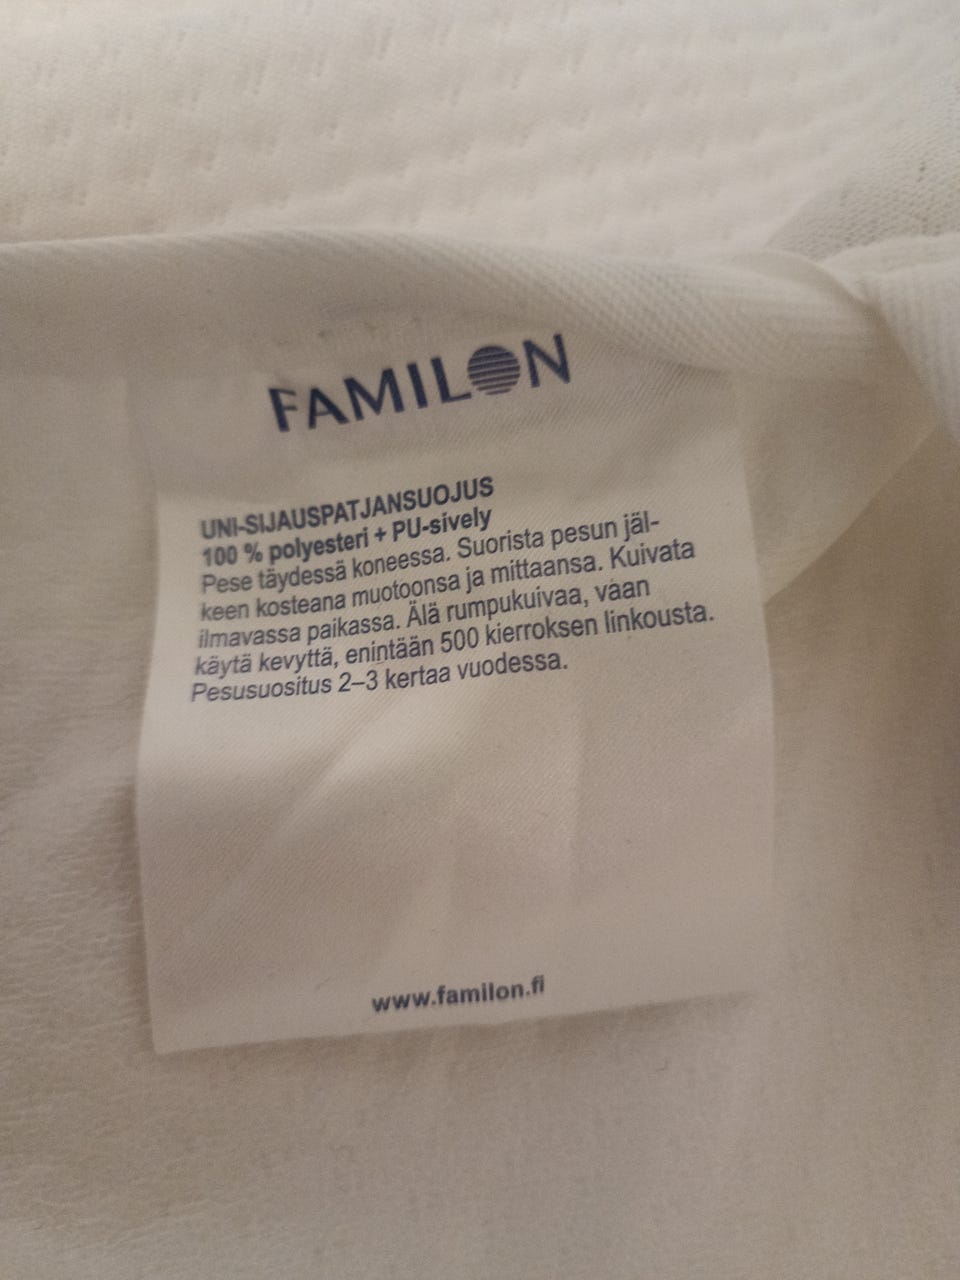 FAMILON
UNI-SIJAUSPATJANSUOJUS
100 % polyesteri + PU-sively
Pese täydessä koneessa. Suorista pesun jäl-
keen kosteana muotoonsa ja mittaansa. Kuivata
ilmavassa paikassa. Älä rumpukuivaa, vaan
käytä kevyttä, enintään 500 kierroksen linkousta.
Pesusuositus 2–3 kertaa vuodessa.
www.familon.fi